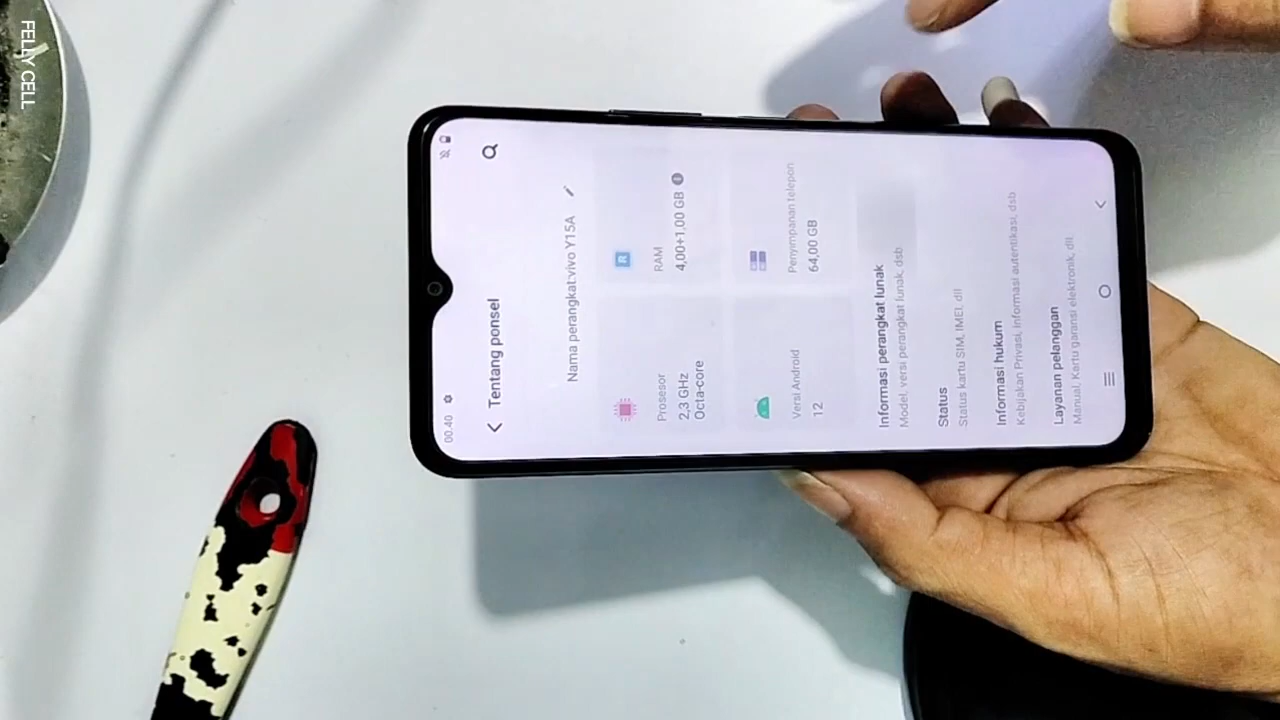 FELLY CELL
00.40
Tentang ponsel
Nama perangkat:vivo Y15A
Prosesor
2,3 GHz
Octa-core
RAM
4,00+1,00 GB
Versi Android
12
Penyimpanan telepon
64,00 GB
Informasi perangkat lunak
Model, versi perangkat lunak, dsb
Status
Status kartu SIM, IMEI, dll
Informasi hukum
Kebijakan Privasi, Informasi autentikasi, dsb
Layanan pelanggan
Manual, Kartu garansi elektronik, dll